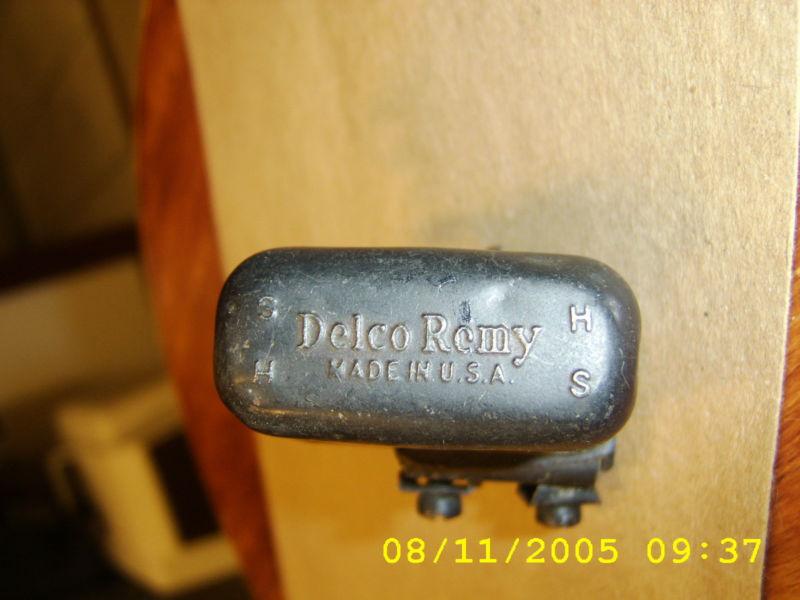 S H
Delco Remy
H MADE IN U.S.A. S
08/11/2005 09:37